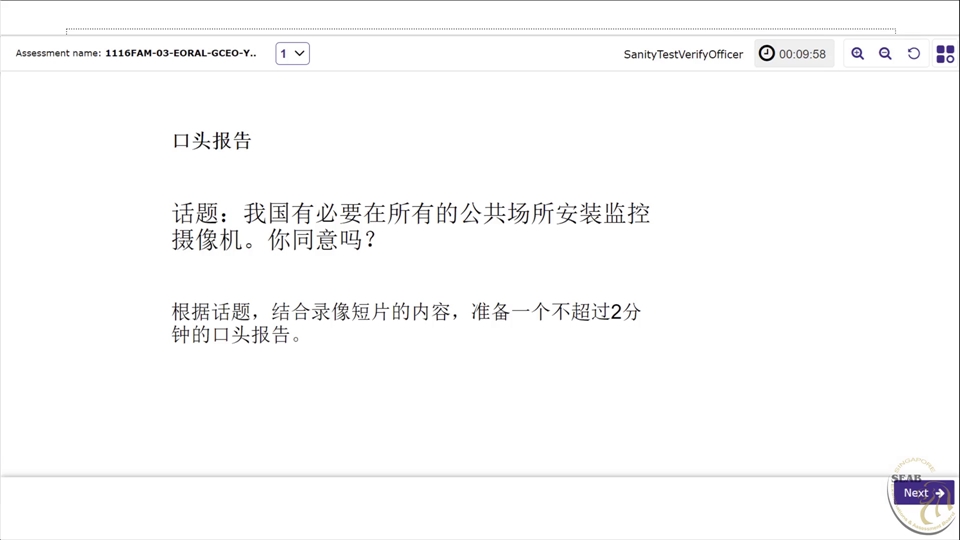 Assessment name: 1116FAM-03-EORAL-GCEO-Y.. 1 SanityTestVerifyOfficer 00:09:58
口头报告
话题：我国有必要在所有的公共场所安装监控
摄像机。你同意吗？
根据话题，结合录像短片的内容，准备一个不超过2分
钟的口头报告。
SINGAPORE
SEAB
Next